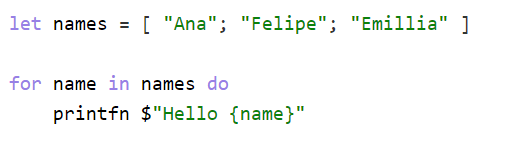 let names = [ "Ana"; "Felipe"; "Emillia" ]
for name in names do
    printfn $"Hello {name}"